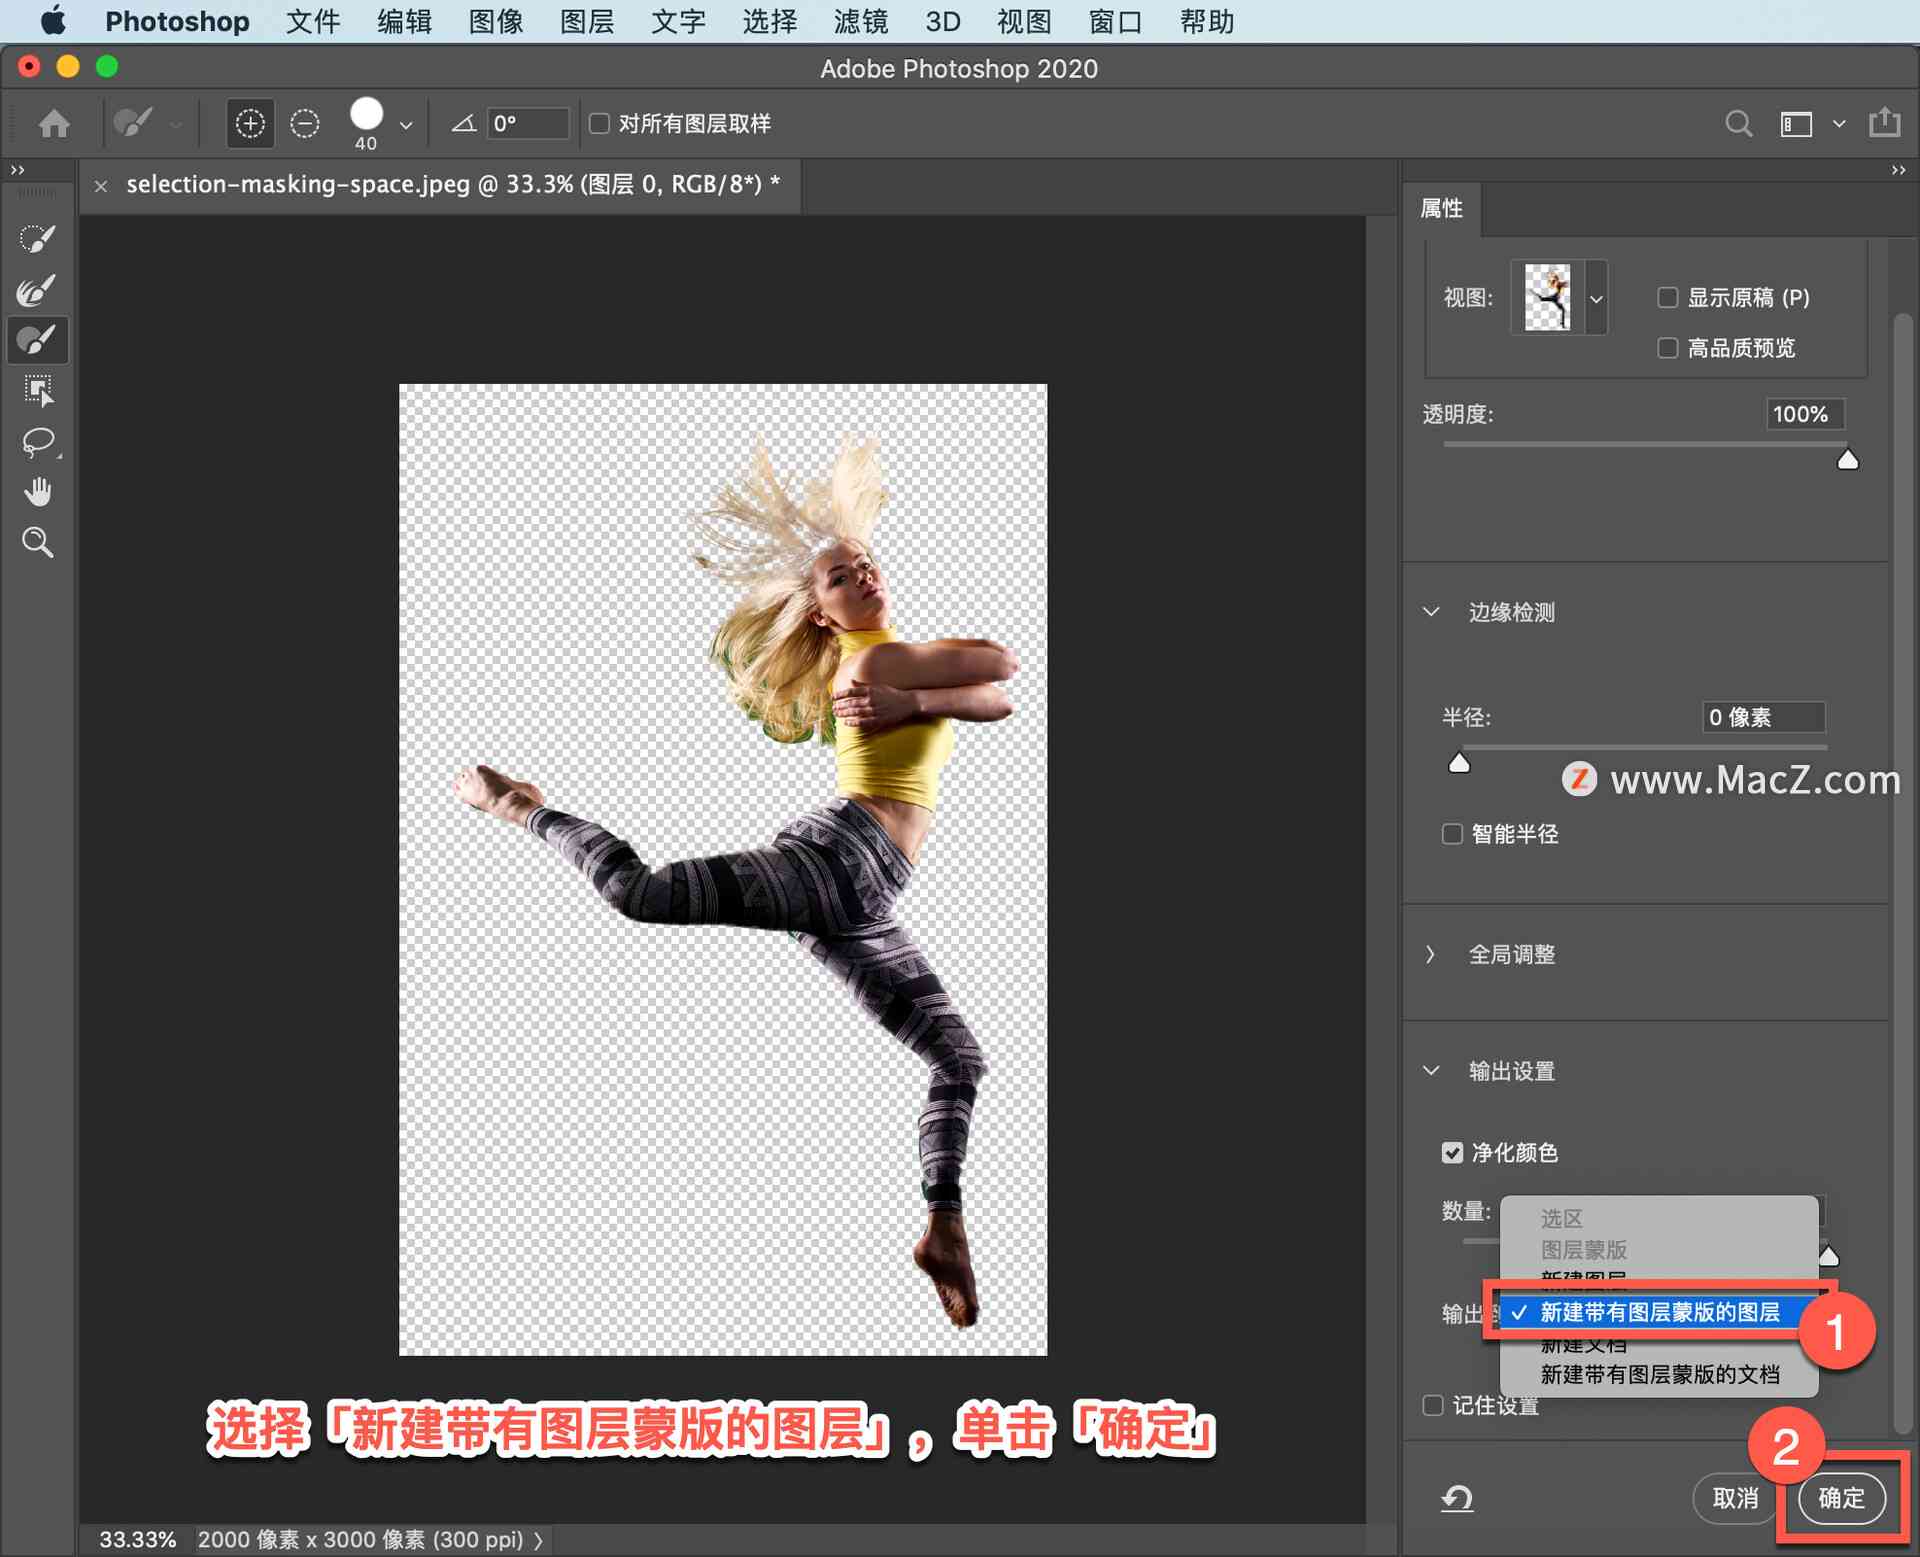 Photoshop 文件 编辑 图像 图层 文字 选择 滤镜 3D 视图 窗口 帮助
Adobe Photoshop 2020
40
0°
对所有图层取样
selection-masking-space.jpeg @ 33.3% (图层 0, RGB/8*) *
属性
视图:
显示原稿 (P)
高品质预览
透明度:
100%
边缘检测
半径:
0 像素
Z www.MacZ.com
智能半径
全局调整
输出设置
净化颜色
数量:
选区
图层蒙版
新建图层
输出到
新建带有图层蒙版的图层
1
新建文档
新建带有图层蒙版的文档
记住设置
选择「新建带有图层蒙版的图层」，单击「确定」
2
取消
确定
33.33%
2000 像素 x 3000 像素 (300 ppi)